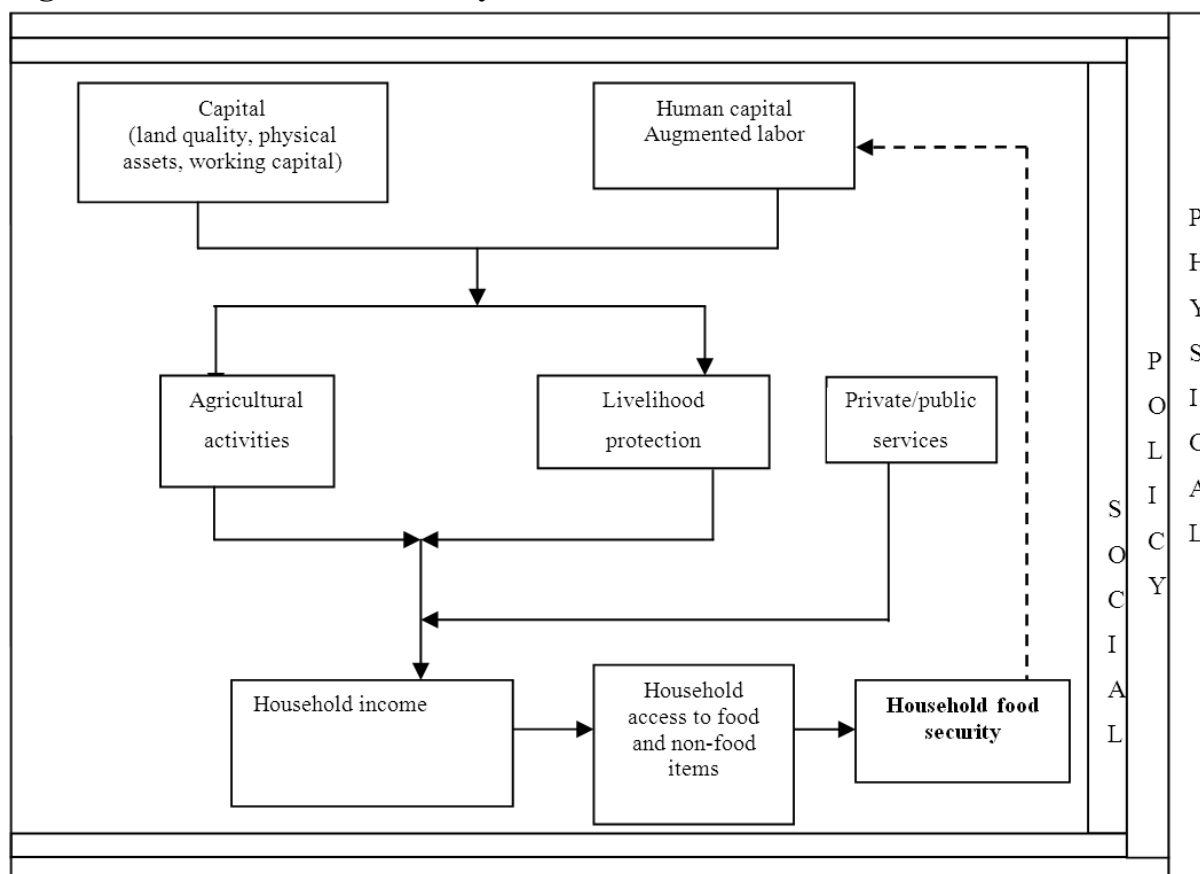 Capital
(land quality, physical
assets, working capital)
Human capital
Augmented labor
Agricultural
activities
Livelihood
protection
Private/public
services
Household income
Household
access to food
and non-food
items
Household food
security
SOCIAL
POLICY
PHYSICAL